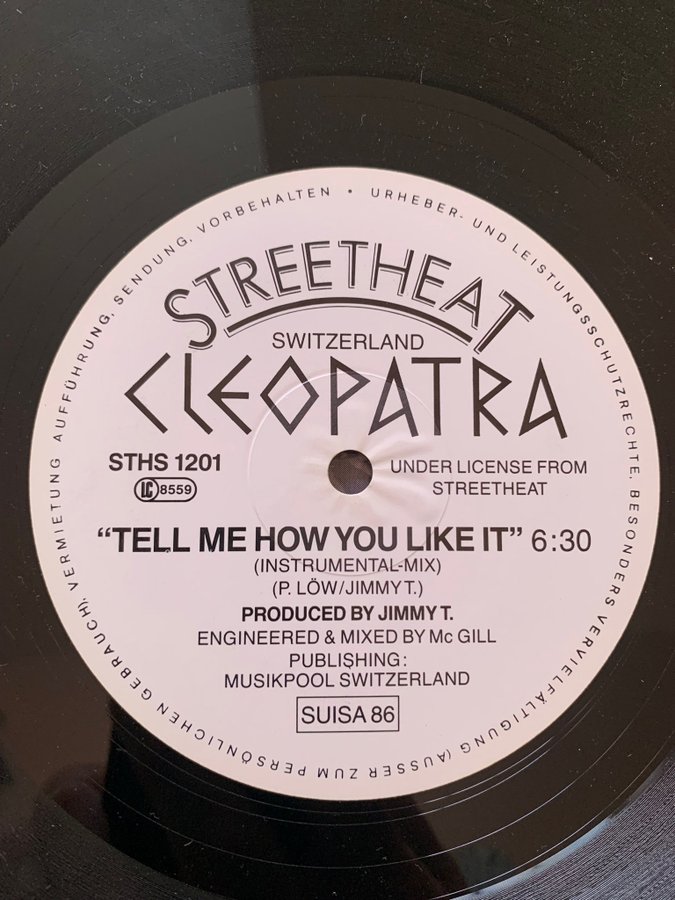 STREETHEAT
SWITZERLAND
CLEOPATRA
STHS 1201
LC 8559
UNDER LICENSE FROM
STREETHEAT
“TELL ME HOW YOU LIKE IT” 6:30
(INSTRUMENTAL-MIX)
(P. LÖW/JIMMY T.)
PRODUCED BY JIMMY T.
ENGINEERED & MIXED BY Mc GILL
PUBLISHING:
MUSIKPOOL SWITZERLAND
SUISA 86
URHEBER- UND LEISTUNGSSCHUTZRECHTE, BESONDERS VERVIELFÄLTIGUNG (AUSSER ZUM PERSÖNLICHEN GEBRAUCH), VERMIETUNG AUFFÜHRUNG, SENDUNG, VORBEHALTEN •